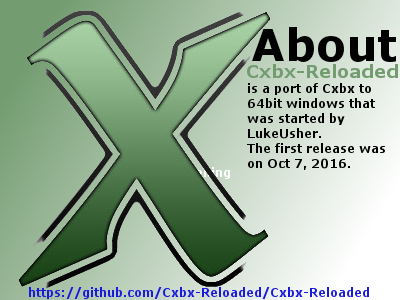 About
Cxbx-Reloaded
is a port of Cxbx to
64bit windows that
was started by
LukeUsher.
The first release was
on Oct 7, 2016.
https://github.com/Cxbx-Reloaded/Cxbx-Reloaded